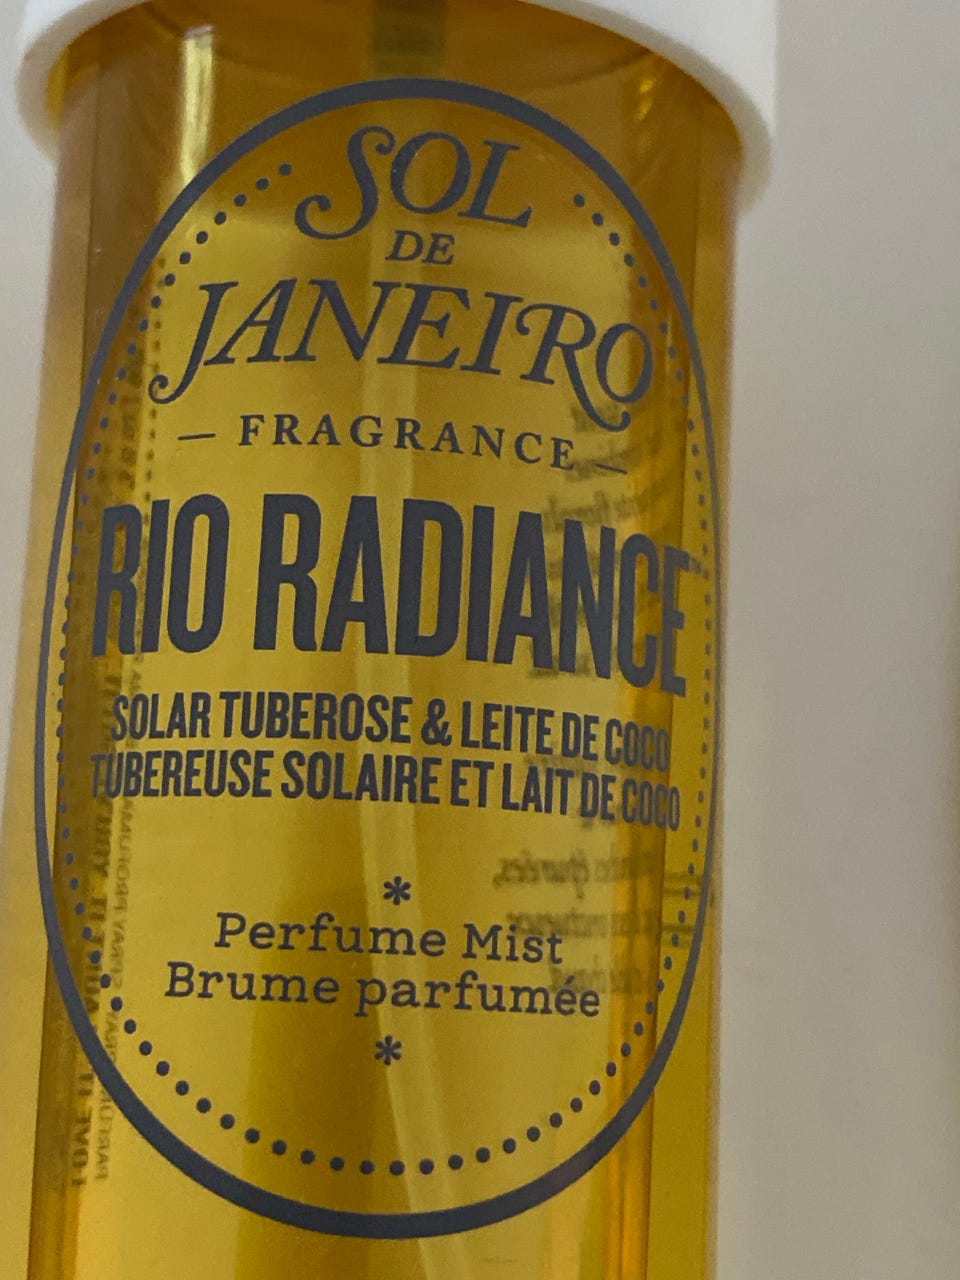 SOL
DE
JANEIRO
— FRAGRANCE —
RIO RADIANCE™
SOLAR TUBEROSE & LEITE DE COCO
TUBEREUSE SOLAIRE ET LAIT DE COCO
*
Perfume Mist
Brume parfumée
*